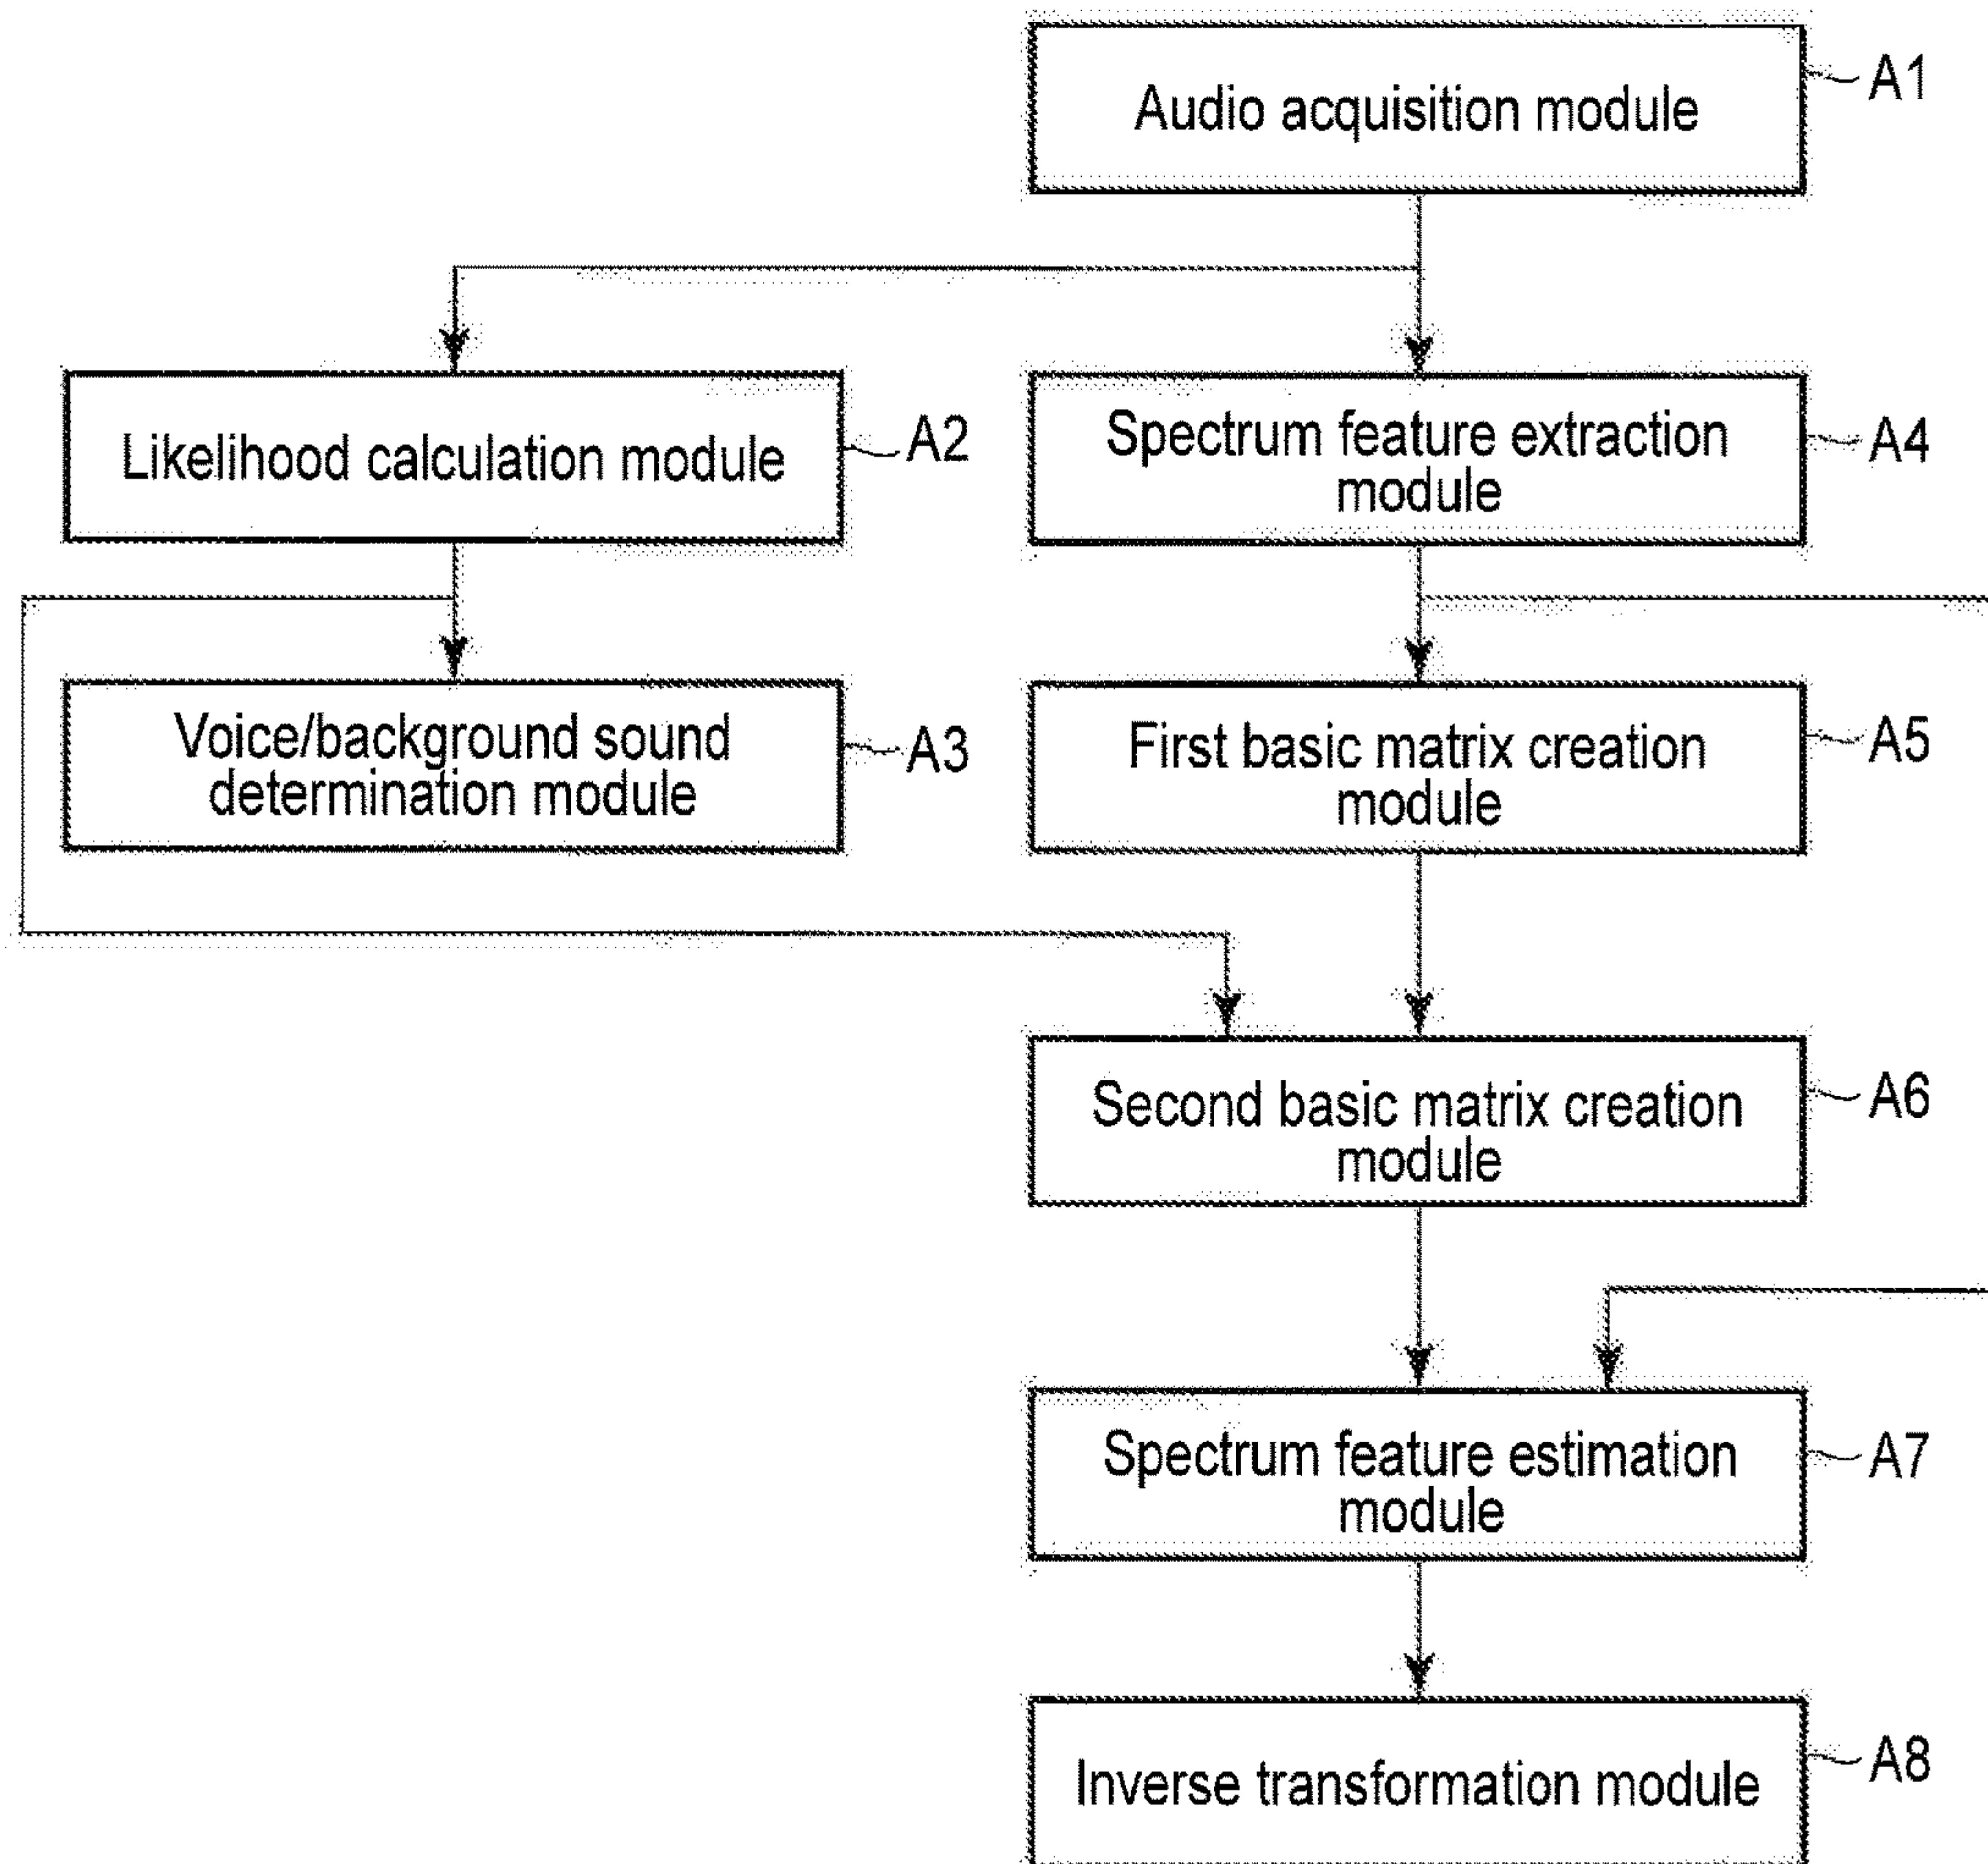 Audio acquisition module
A1
Likelihood calculation module
A2
Spectrum feature extraction
module
A4
Voice/background sound
determination module
A3
First basic matrix creation
module
A5
Second basic matrix creation
module
A6
Spectrum feature estimation
module
A7
Inverse transformation module
A8